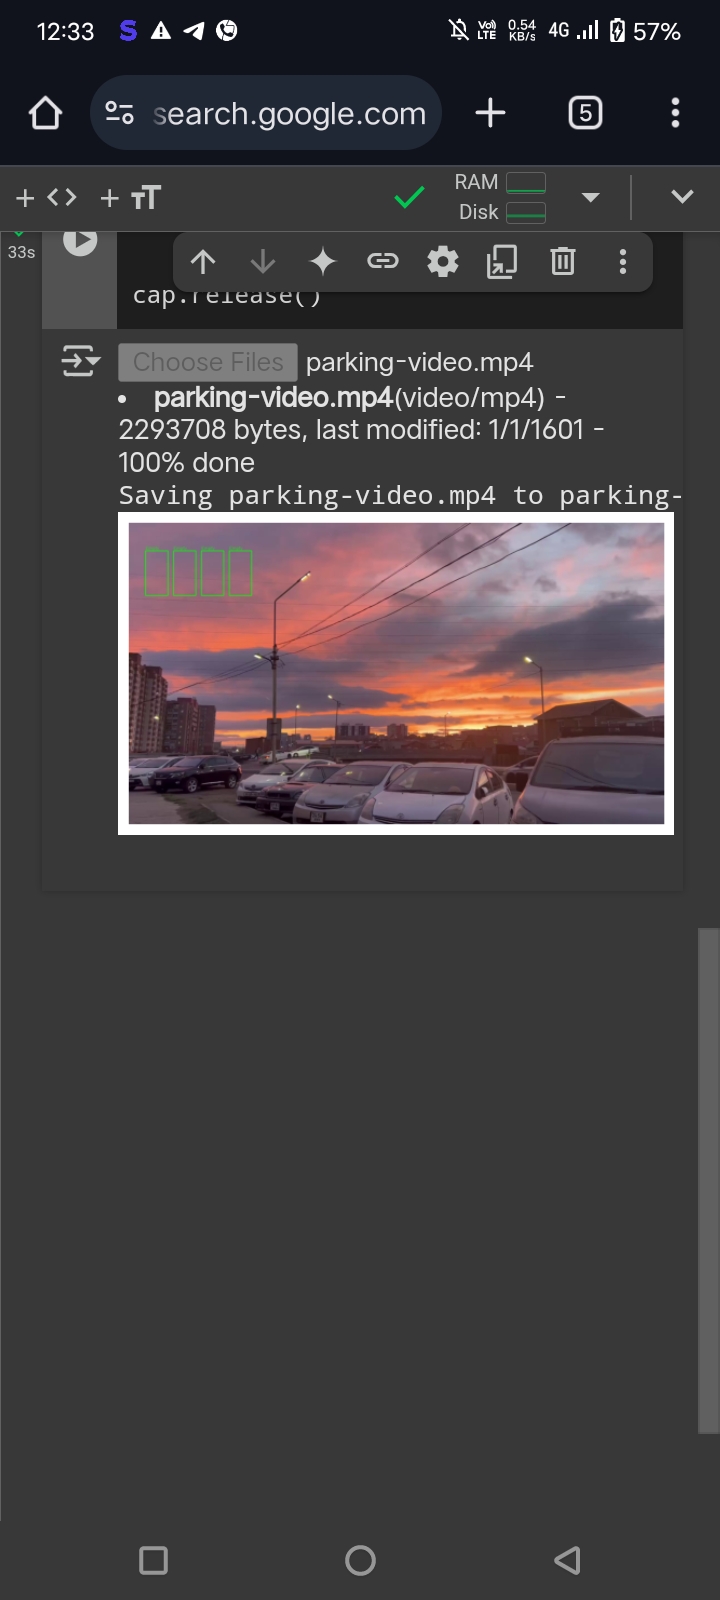 12:33
S
Vo)
LTE
0.54
KB/s
4G
57%
search.google.com
5
RAM
Disk
33s
cap.release()
Choose Files parking-video.mp4
parking-video.mp4(video/mp4) -
2293708 bytes, last modified: 1/1/1601 -
100% done
Saving parking-video.mp4 to parking-